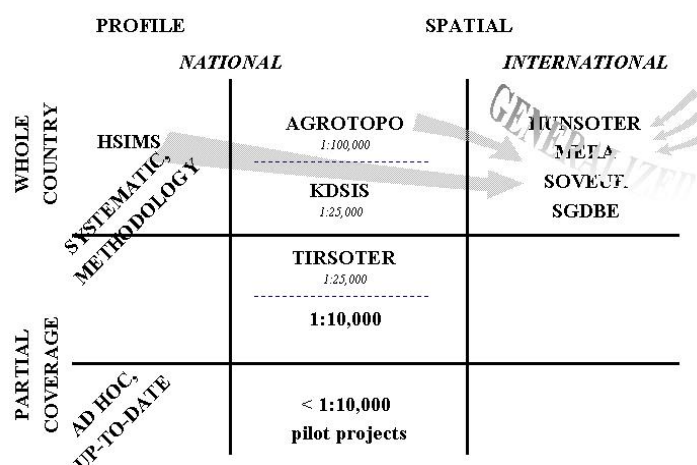 PROFILE SPATIAL
NATIONAL INTERNATIONAL
WHOLE
COUNTRY
HSIMS
SYSTEMATIC,
METHODOLOGY
AGROTOPO
1:100,000
KDSIS
1:25,000
GENERALIZED
HUNSOTER
SOVEUR
SGDBE
PARTIAL
COVERAGE
TIRSOTER
1:25,000
1:10,000
AD HOC,
UP-TO-DATE
< 1:10,000
pilot projects